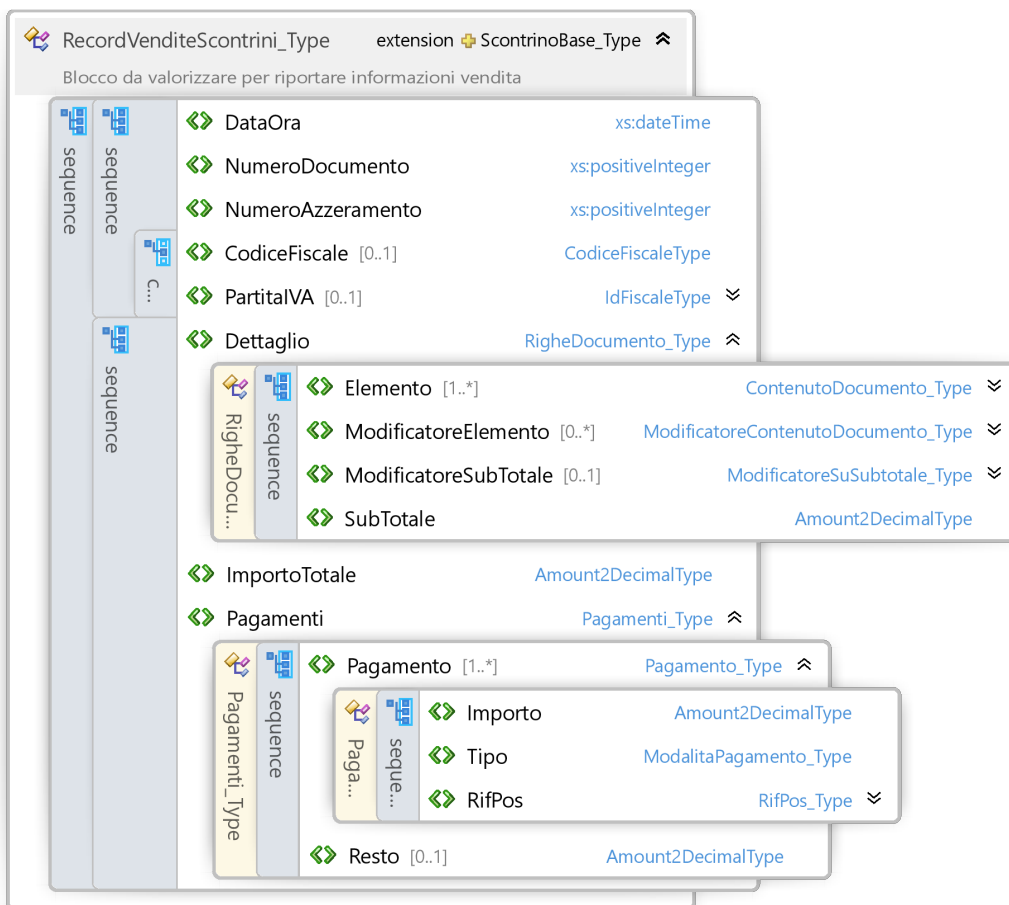 RecordVenditeScontrini_Type extension ScontrinoBase_Type
Blocco da valorizzare per riportare informazioni vendita
sequence
sequence
C...
sequence
DataOra xs:dateTime
NumeroDocumento xs:positiveInteger
NumeroAzzeramento xs:positiveInteger
CodiceFiscale [0..1] CodiceFiscaleType
PartitaIVA [0..1] IdFiscaleType
Dettaglio RigheDocumento_Type
RigheDocu...
sequence
Elemento [1..*] ContenutoDocumento_Type
ModificatoreElemento [0..*] ModificatoreContenutoDocumento_Type
ModificatoreSubTotale [0..1] ModificatoreSuSubtotale_Type
SubTotale Amount2DecimalType
ImportoTotale Amount2DecimalType
Pagamenti Pagamenti_Type
Pagamenti_Type
sequence
Pagamento [1..*] Pagamento_Type
Paga...
seque...
Importo Amount2DecimalType
Tipo ModalitaPagamento_Type
RifPos RifPos_Type
Resto [0..1] Amount2DecimalType